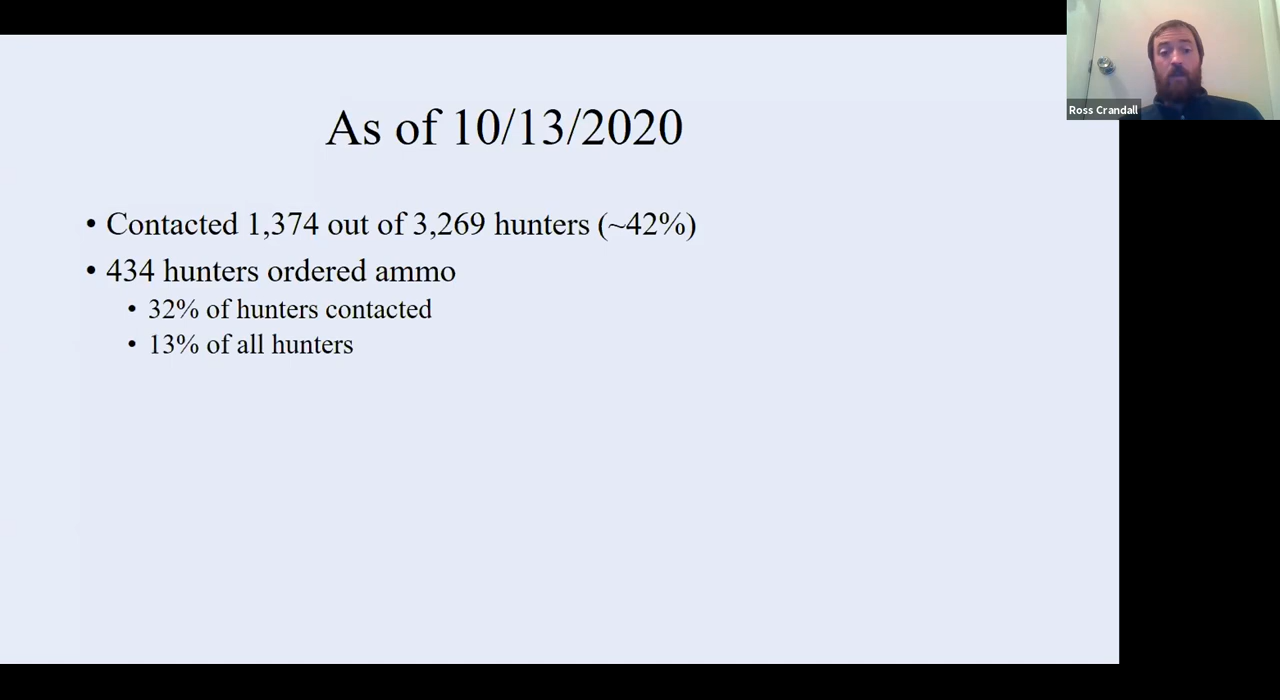 Ross Crandall
As of 10/13/2020
• Contacted 1,374 out of 3,269 hunters (~42%)
• 434 hunters ordered ammo
• 32% of hunters contacted
• 13% of all hunters